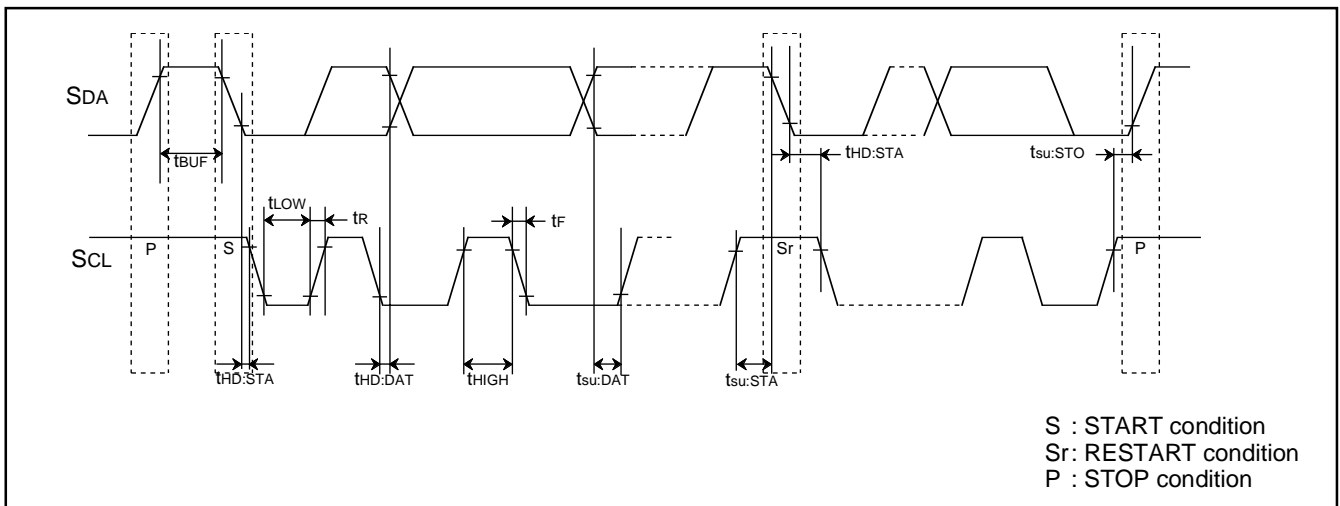 SDA
tBUF
tHD:STA
tsu:STO
tLOW
tR
tF
SCL
P
S
Sr
P
tHD:STA
tHD:DAT
tHIGH
tsu:DAT
tsu:STA
S : START condition
Sr: RESTART condition
P : STOP condition